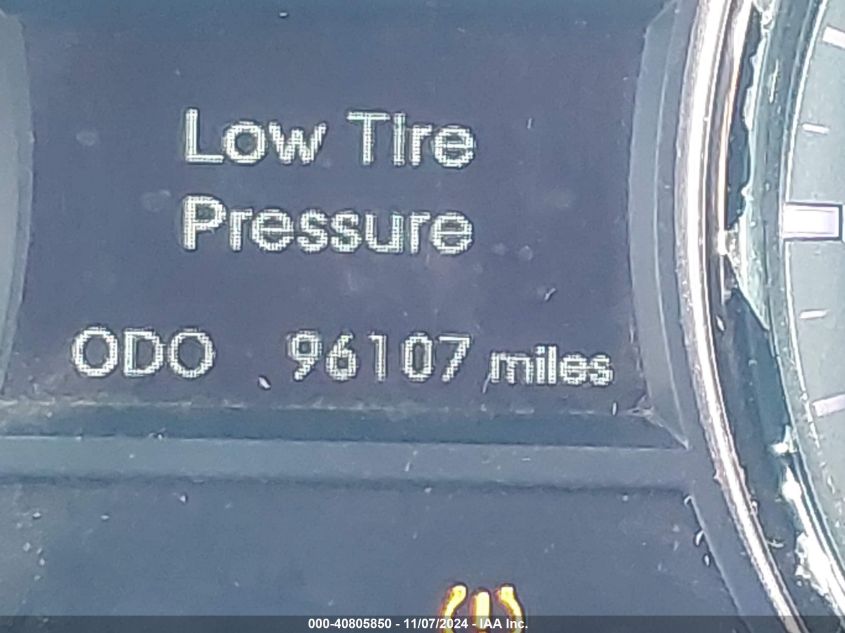 Low Tire
Pressure
ODO 96107 miles
000-40805850 - 11/07/2024 - IAA Inc.